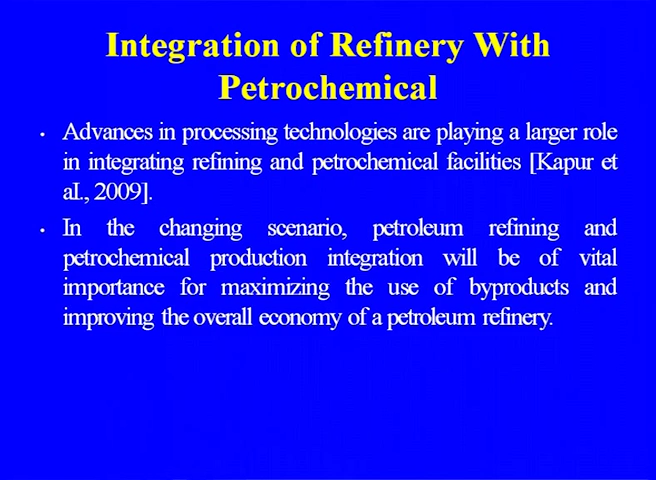 Integration of Refinery With
Petrochemical
• Advances in processing technologies are playing a larger role
in integrating refining and petrochemical facilities [Kapur et
aI., 2009].
• In the changing scenario, petroleum refining and
petrochemical production integration will be of vital
importance for maximizing the use of byproducts and
improving the overall economy of a petroleum refinery.